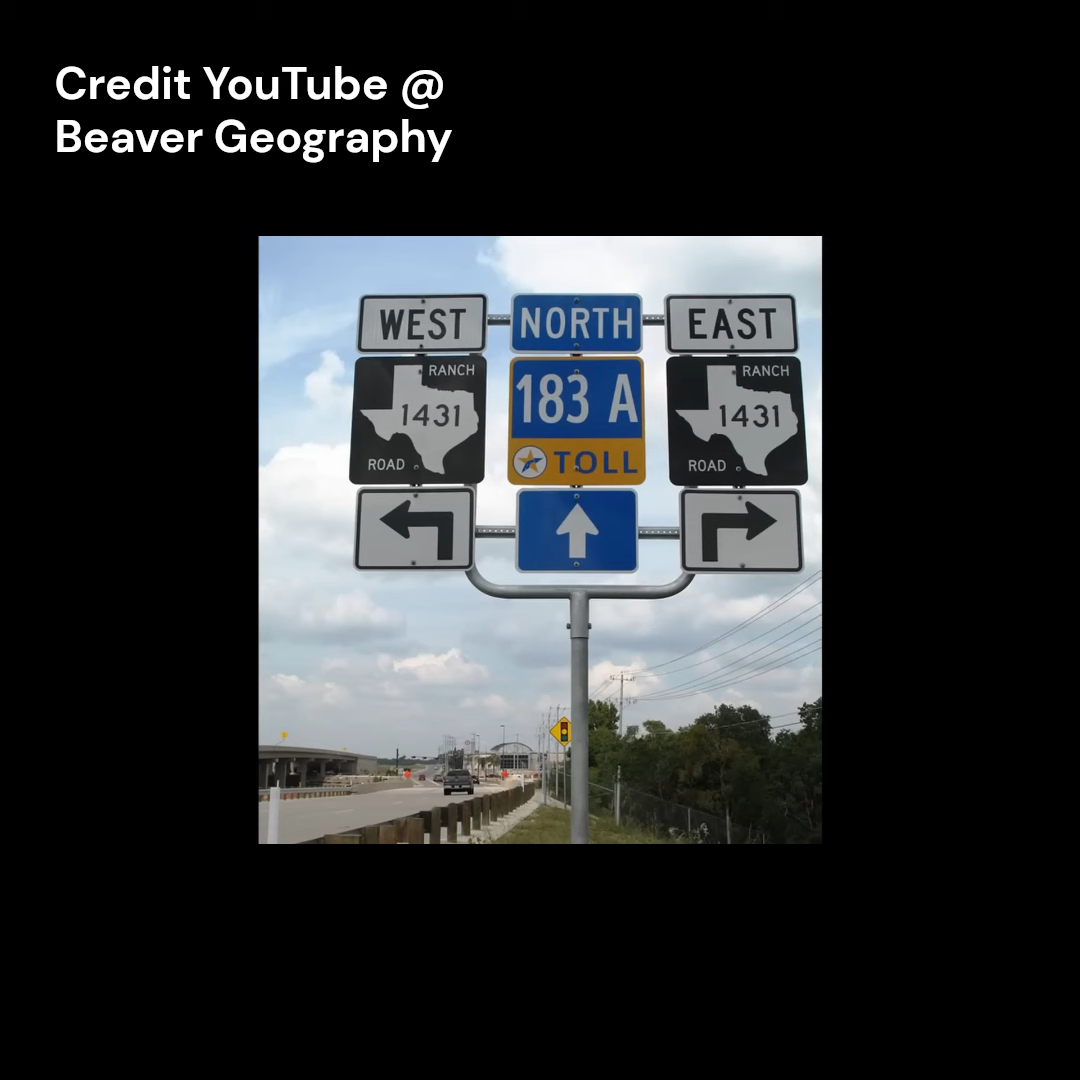 Credit YouTube @
Beaver Geography
WEST
RANCH
1431
ROAD
NORTH
183 A
TOLL
EAST
RANCH
1431
ROAD